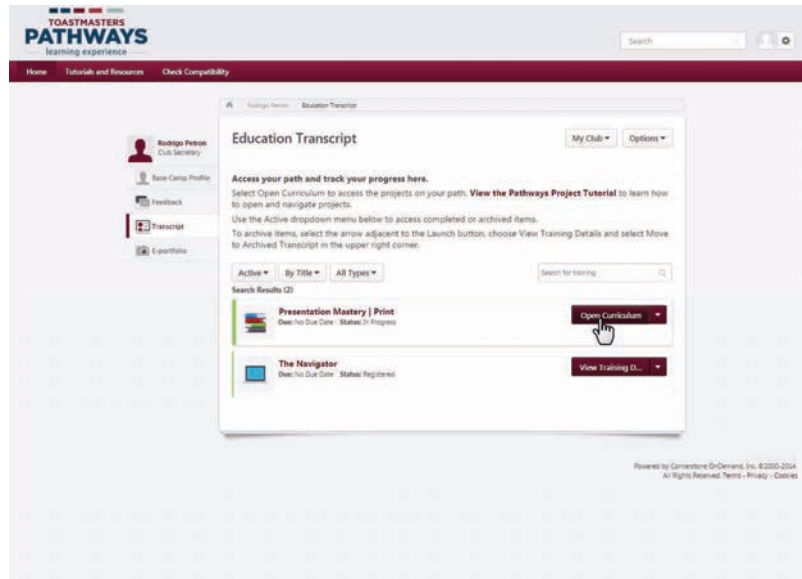 TOASTMASTERS
PATHWAYS
learning experience
Search
Home Tutorials and Resources Check Compatibility
Rodrigo Petron Education Transcript
Rodrigo Petron
Club Secretary
Base Camp Profile
Feedback
Transcript
E-portfolio
Education Transcript
My Club Options
Access your path and track your progress here.
Select Open Curriculum to access the projects on your path. View the Pathways Project Tutorial to learn how
to open and navigate projects.
Use the Active dropdown menu below to access completed or archived items.
To archive items, select the arrow adjacent to the Launch button, choose View Training Details and select Move
to Archived Transcript in the upper right corner.
Active By Title All Types Search for training
Search Results (2)
Presentation Mastery | Print
Due: No Due Date Status: In Progress
Open Curriculum
The Navigator
Due: No Due Date Status: Registered
View Training D...
Powered by Cornerstone OnDemand, Inc. ©2000-2014
All Rights Reserved. Terms - Privacy - Cookies